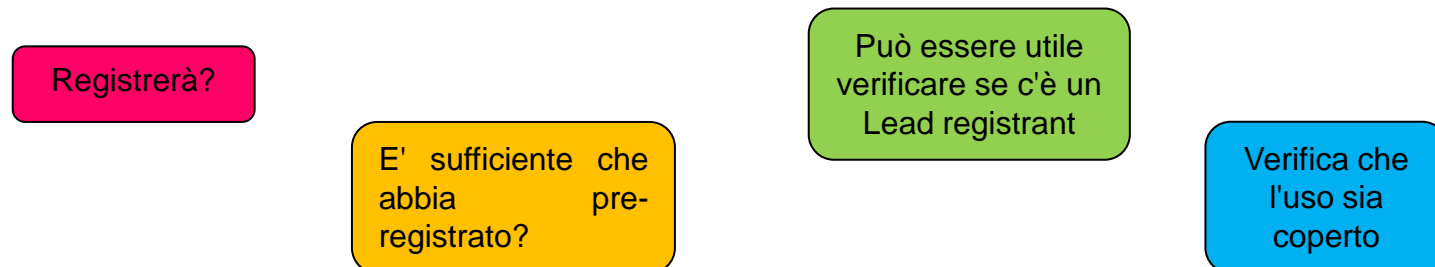 Registrerà?
E' sufficiente che
abbia pre-
registrato?
Può essere utile
verificare se c'è un
Lead registrant
Verifica che
l'uso sia
coperto